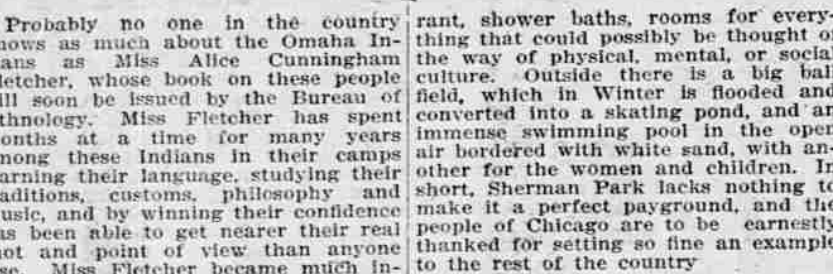 Probably no one in the country
nows as much about the Omaha In-
ans as Miss Alice Cunningham
letcher, whose book on these people
ill soon be issued by the Bureau of
thnology. Miss Fletcher has spent
onths at a time for many years
mong these Indians in their camps
arning their language, studying their
aditions, customs, philosophy and
usic, and by winning their confidence
as been able to get nearer their real
ot and point of view than anyone
se. Miss Fletcher became much in-
rant, shower baths, rooms for every-
thing that could possibly be thought of
the way of physical, mental, or social
culture. Outside there is a big ball
field, which in Winter is flooded and
converted into a skating pond, and an
immense swimming pool in the open
air bordered with white sand, with an-
other for the women and children. In
short, Sherman Park lacks nothing to
make it a perfect payground, and the
people of Chicago are to be earnestly
thanked for setting so fine an example
to the rest of the country